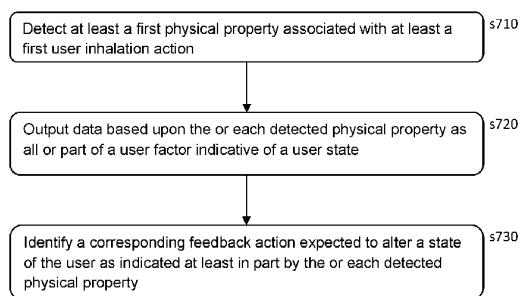 Detect at least a first physical property associated with at least a
first user inhalation action
s710
Output data based upon the or each detected physical property as
all or part of a user factor indicative of a user state
s720
Identify a corresponding feedback action expected to alter a state
of the user as indicated at least in part by the or each detected
physical property
s730